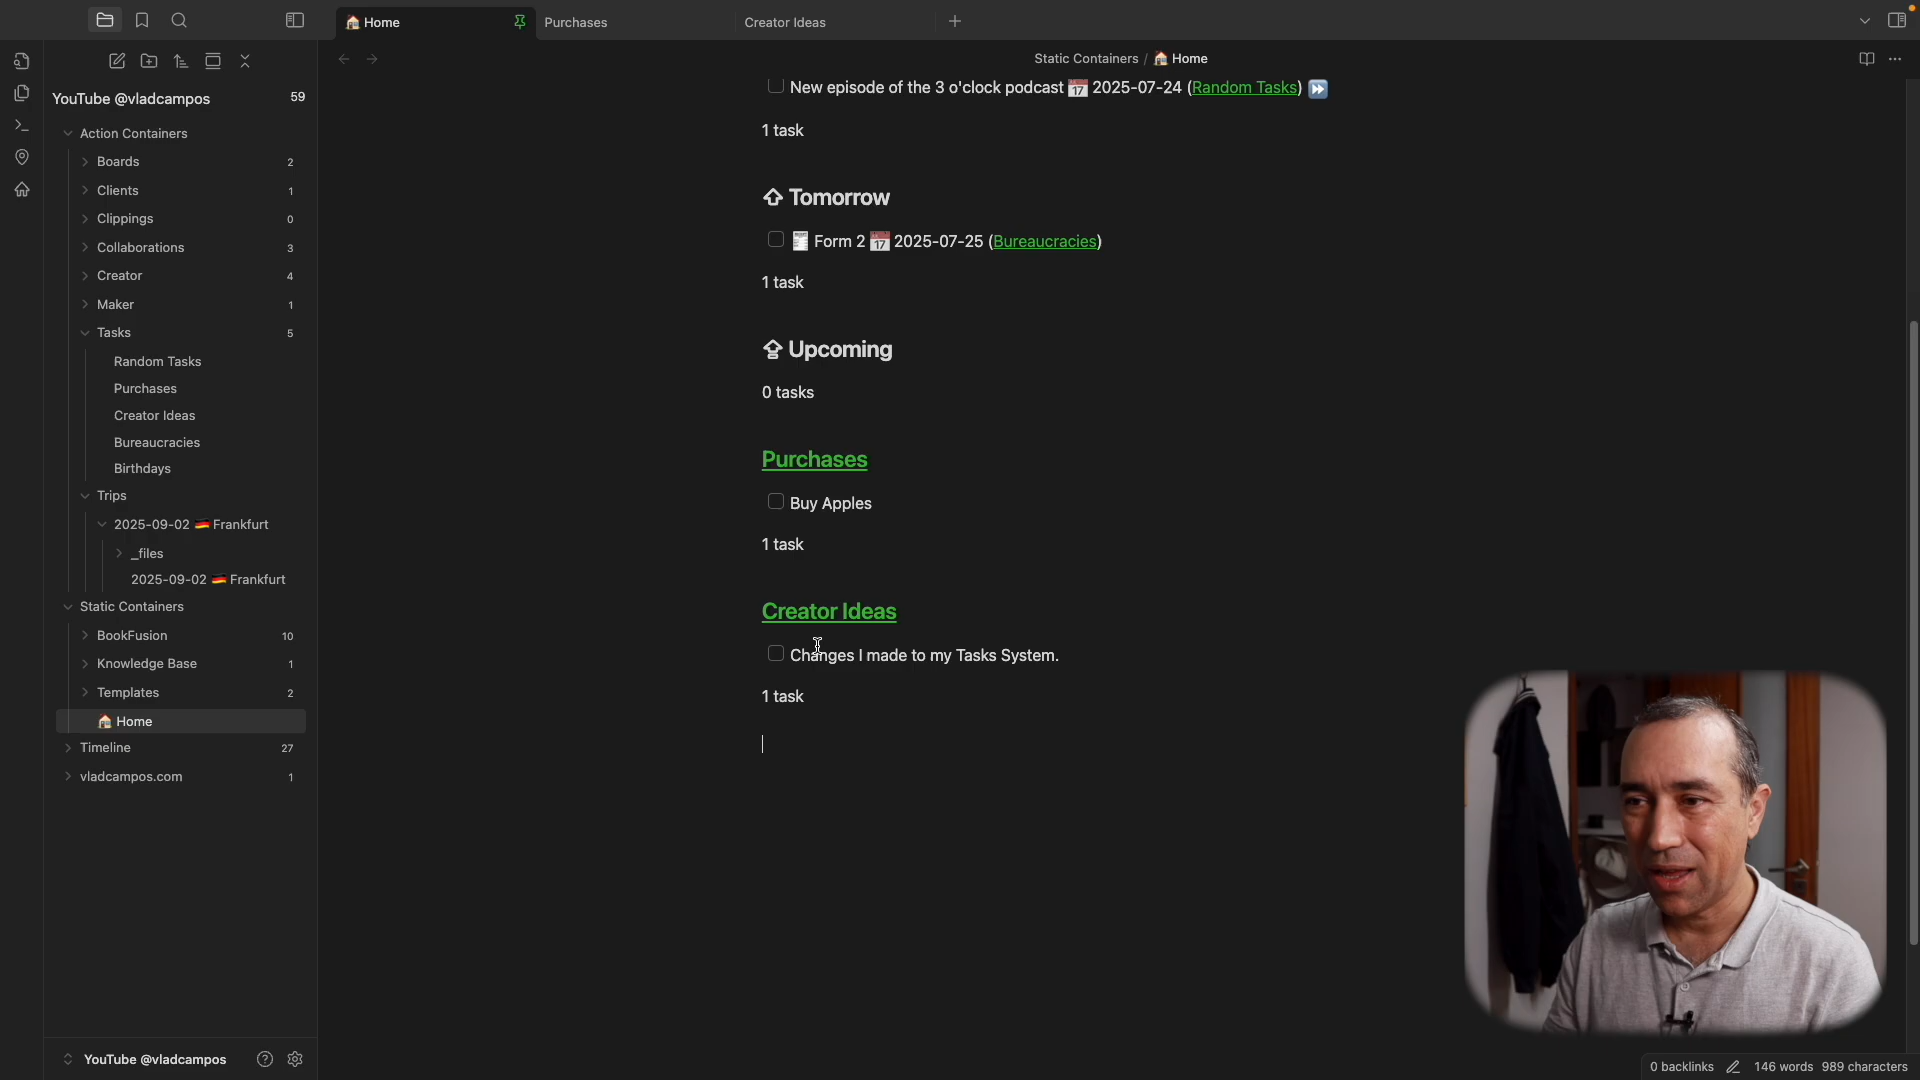 Home
Purchases
Creator Ideas
Static Containers / 🏠 Home
YouTube @vladcampos 59
Action Containers
Boards 2
Clients 1
Clippings 0
Collaborations 3
Creator 4
Maker 1
Tasks 5
Random Tasks
Purchases
Creator Ideas
Bureaucracies
Birthdays
Trips
2025-09-02 🇩🇪 Frankfurt
_files
2025-09-02 🇩🇪 Frankfurt
Static Containers
BookFusion 10
Knowledge Base 1
Templates 2
🏠 Home
Timeline 27
vladcampos.com 1
YouTube @vladcampos
New episode of the 3 o'clock podcast 📅 2025-07-24 (Random Tasks) ⏩
1 task
Tomorrow
🧾 Form 2 📅 2025-07-25 (Bureaucracies)
1 task
Upcoming
0 tasks
Purchases
Buy Apples
1 task
Creator Ideas
Changes I made to my Tasks System.
1 task
0 backlinks 146 words 989 characters